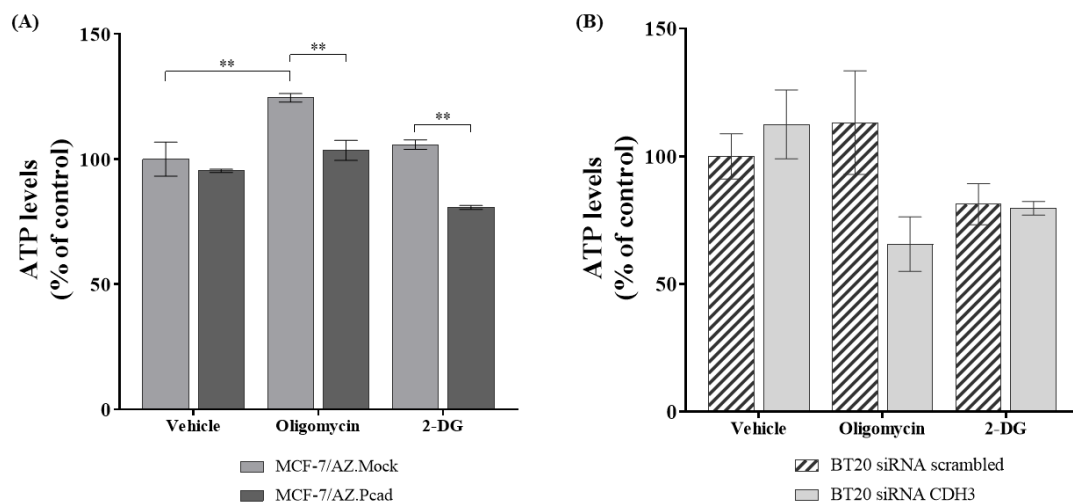 (A)
150
100
50
0
ATP levels
(% of control)
**
**
**
Vehicle
Oligomycin
2-DG
MCF-7/AZ.Mock
MCF-7/AZ.Pcad
(B)
150
100
50
0
ATP levels
(% of control)
Vehicle
Oligomycin
2-DG
BT20 siRNA scrambled
BT20 siRNA CDH3